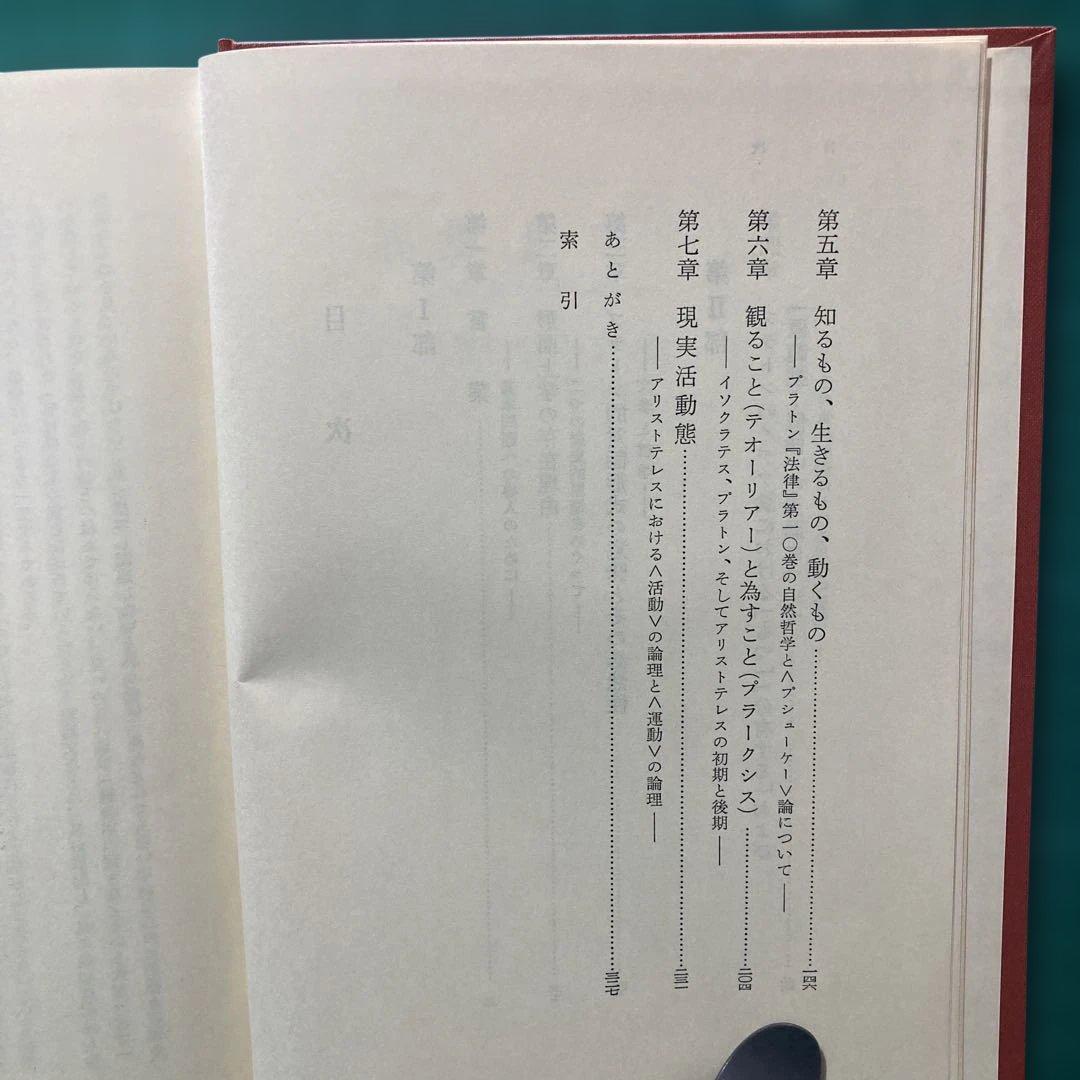 第五章 知るもの、生きるもの、動くもの……………………一四六
――プラトン『法律』第一〇巻の自然哲学と<プシューケー>論について――
第六章 観ること(テオーリアー)と為すこと(プラークシス)……………二〇四
――イソクラテス、プラトン、そしてアリストテレスの初期と後期――
第七章 現実活動態……………………二三一
――アリストテレスにおける<活動>の論理と<運動>の論理――
あとがき……………………三二七
索引